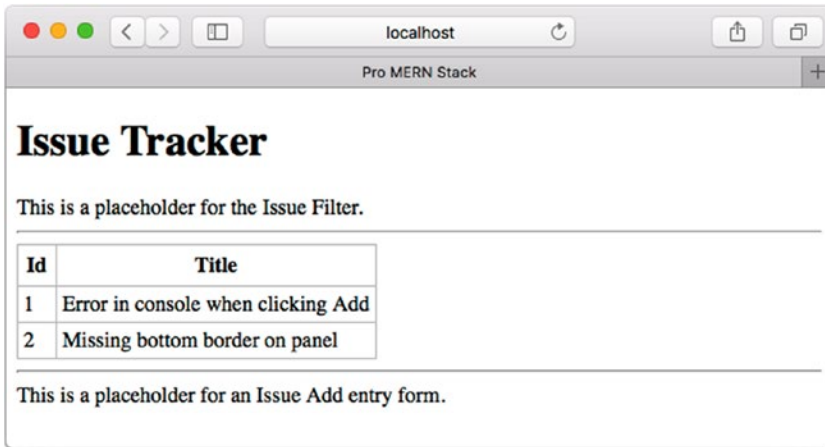 localhost
Pro MERN Stack
Issue Tracker
This is a placeholder for the Issue Filter.
Id Title
1 Error in console when clicking Add
2 Missing bottom border on panel
This is a placeholder for an Issue Add entry form.